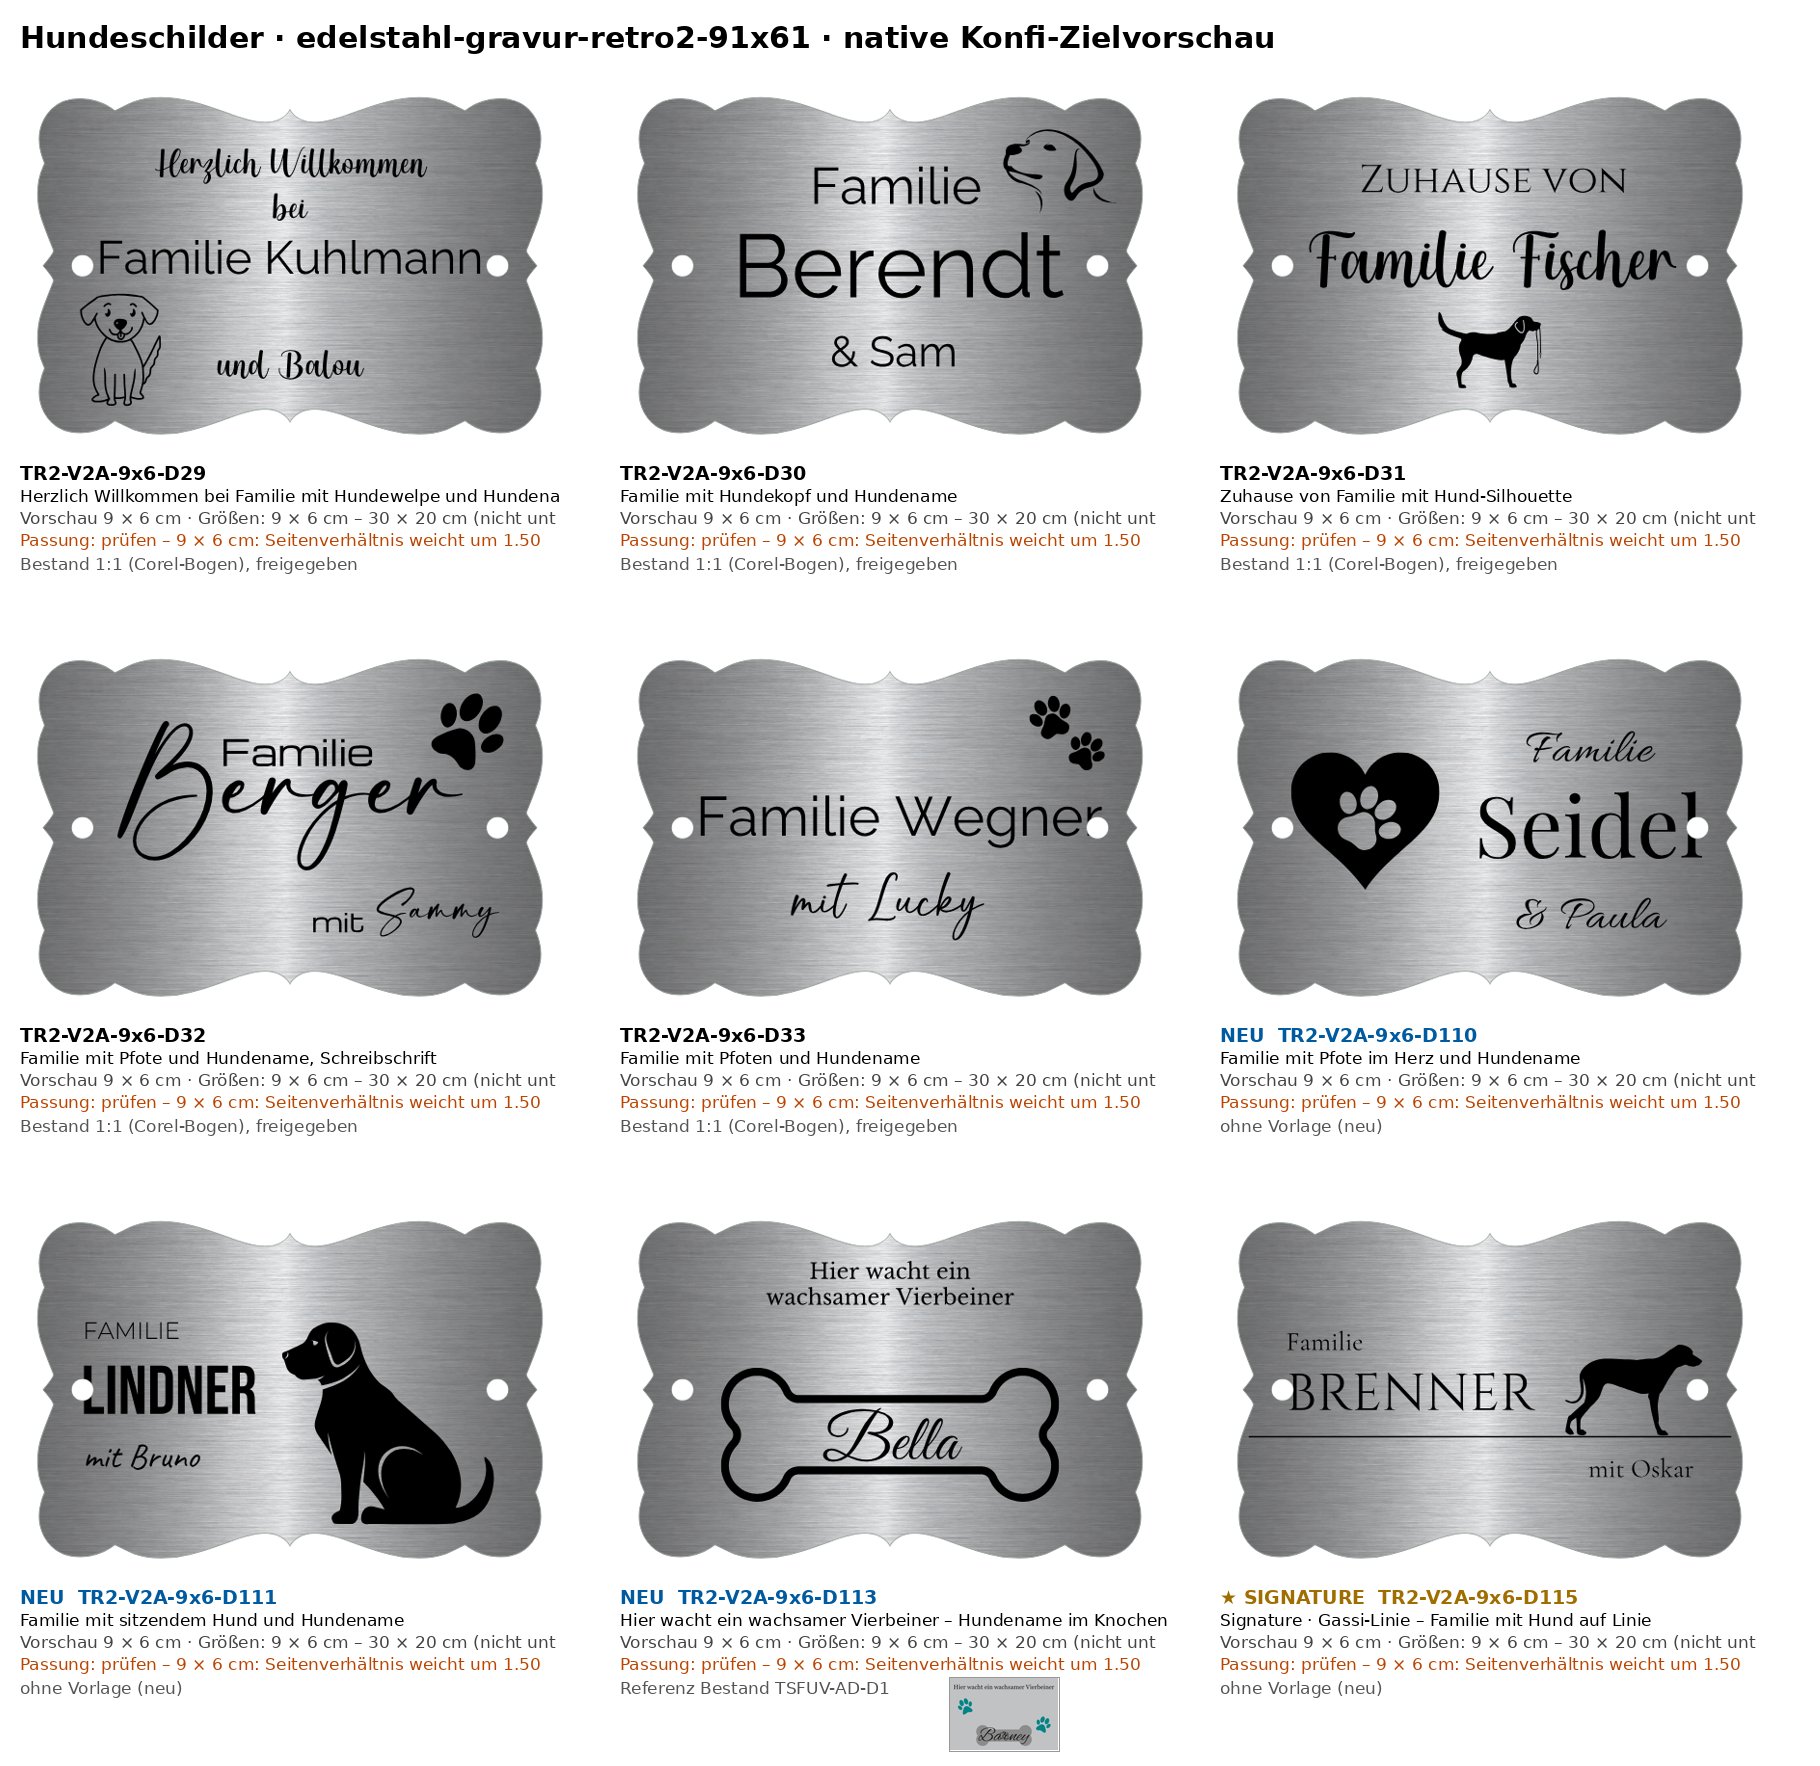 Hundeschilder · edelstahl-gravur-retro2-91x61 · native Konfi-Zielvorschau
Herzlich Willkommen
bei
Familie Kuhlmann
und Balou
TR2-V2A-9x6-D29
Herzlich Willkommen bei Familie mit Hundewelpe und Hundena
Vorschau 9 × 6 cm · Größen: 9 × 6 cm – 30 × 20 cm (nicht unt
Passung: prüfen – 9 × 6 cm: Seitenverhältnis weicht um 1.50
Bestand 1:1 (Corel-Bogen), freigegeben
Familie
Berendt
& Sam
TR2-V2A-9x6-D30
Familie mit Hundekopf und Hundename
Vorschau 9 × 6 cm · Größen: 9 × 6 cm – 30 × 20 cm (nicht unt
Passung: prüfen – 9 × 6 cm: Seitenverhältnis weicht um 1.50
Bestand 1:1 (Corel-Bogen), freigegeben
Zuhause von
Familie Fischer
TR2-V2A-9x6-D31
Zuhause von Familie mit Hund-Silhouette
Vorschau 9 × 6 cm · Größen: 9 × 6 cm – 30 × 20 cm (nicht unt
Passung: prüfen – 9 × 6 cm: Seitenverhältnis weicht um 1.50
Bestand 1:1 (Corel-Bogen), freigegeben
Familie
Berger
mit Sammy
TR2-V2A-9x6-D32
Familie mit Pfote und Hundename, Schreibschrift
Vorschau 9 × 6 cm · Größen: 9 × 6 cm – 30 × 20 cm (nicht unt
Passung: prüfen – 9 × 6 cm: Seitenverhältnis weicht um 1.50
Bestand 1:1 (Corel-Bogen), freigegeben
Familie Wegner
mit Lucky
TR2-V2A-9x6-D33
Familie mit Pfoten und Hundename
Vorschau 9 × 6 cm · Größen: 9 × 6 cm – 30 × 20 cm (nicht unt
Passung: prüfen – 9 × 6 cm: Seitenverhältnis weicht um 1.50
Bestand 1:1 (Corel-Bogen), freigegeben
Familie
Seidel
& Paula
NEU TR2-V2A-9x6-D110
Familie mit Pfote im Herz und Hundename
Vorschau 9 × 6 cm · Größen: 9 × 6 cm – 30 × 20 cm (nicht unt
Passung: prüfen – 9 × 6 cm: Seitenverhältnis weicht um 1.50
ohne Vorlage (neu)
FAMILIE
LINDNER
mit Bruno
NEU TR2-V2A-9x6-D111
Familie mit sitzendem Hund und Hundename
Vorschau 9 × 6 cm · Größen: 9 × 6 cm – 30 × 20 cm (nicht unt
Passung: prüfen – 9 × 6 cm: Seitenverhältnis weicht um 1.50
ohne Vorlage (neu)
Hier wacht ein
wachsamer Vierbeiner
Bella
NEU TR2-V2A-9x6-D113
Hier wacht ein wachsamer Vierbeiner – Hundename im Knochen
Vorschau 9 × 6 cm · Größen: 9 × 6 cm – 30 × 20 cm (nicht unt
Passung: prüfen – 9 × 6 cm: Seitenverhältnis weicht um 1.50
Referenz Bestand TSFUV-AD-D1
Hier wacht ein wachsamer Vierbeiner
Barney
Familie
BRENNER
mit Oskar
★ SIGNATURE TR2-V2A-9x6-D115
Signature · Gassi-Linie – Familie mit Hund auf Linie
Vorschau 9 × 6 cm · Größen: 9 × 6 cm – 30 × 20 cm (nicht unt
Passung: prüfen – 9 × 6 cm: Seitenverhältnis weicht um 1.50
ohne Vorlage (neu)